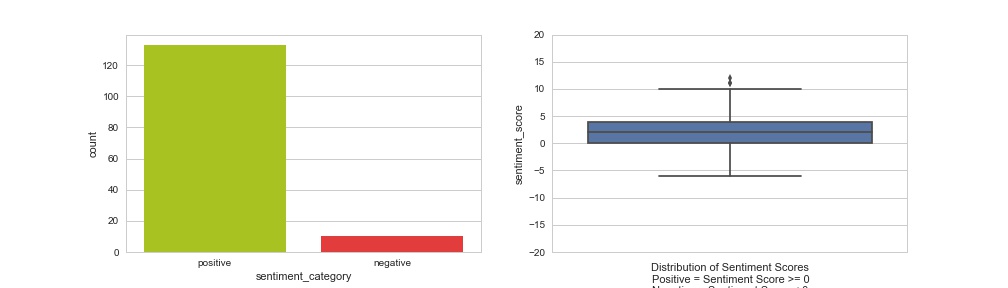 120
100
80
60
40
20
0
count
positive negative
sentiment_category
20
15
10
5
0
−5
−10
−15
−20
sentiment_score
Distribution of Sentiment Scores
Positive = Sentiment Score >= 0